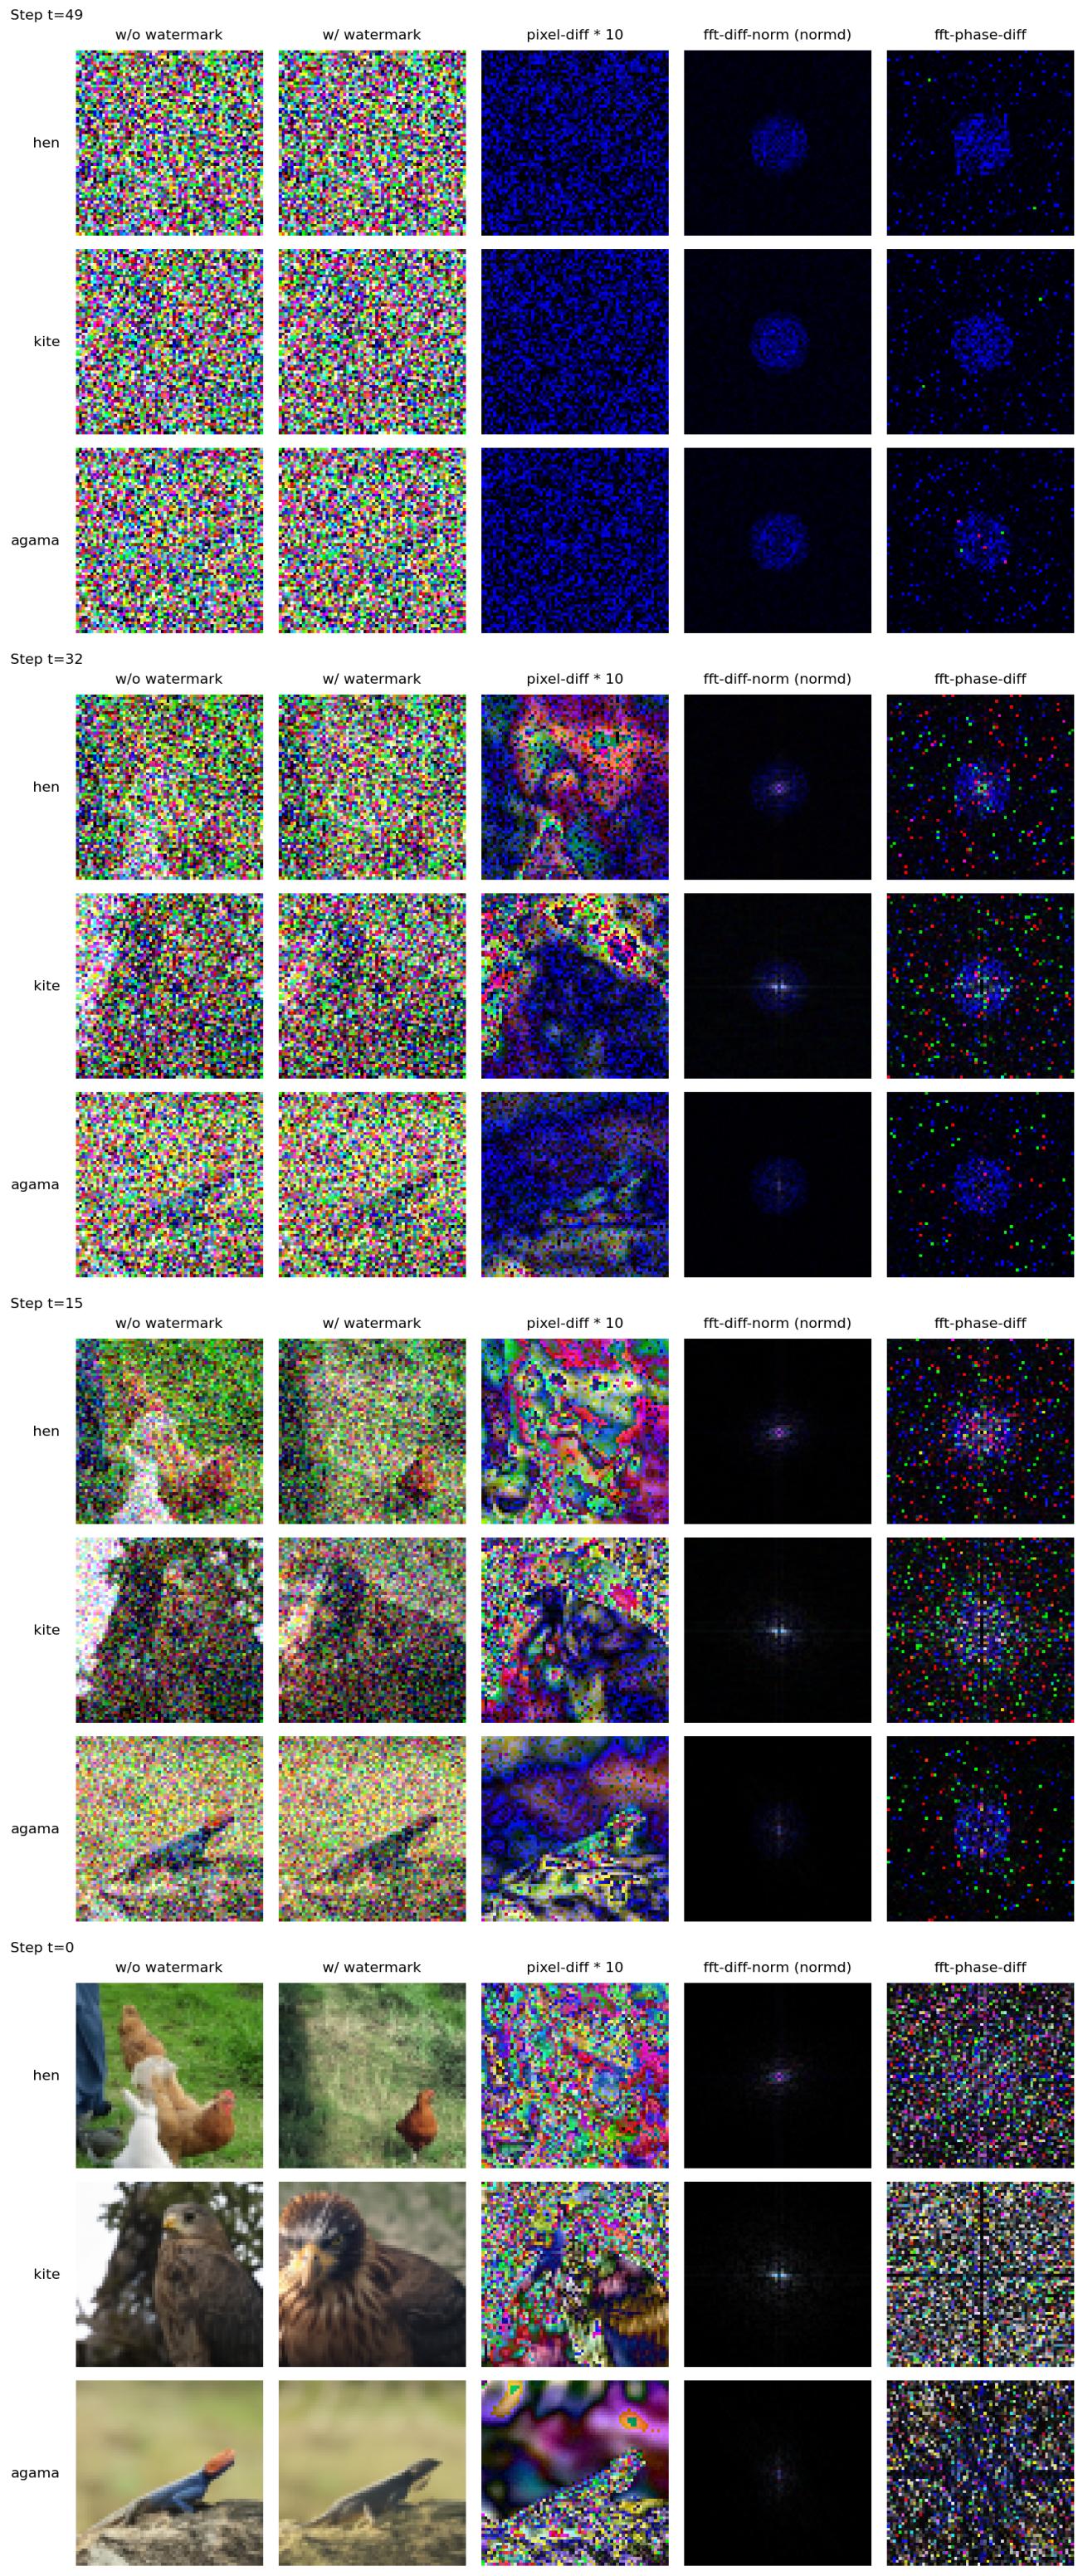 Step t=49
w/o watermark w/ watermark pixel-diff * 10 fft-diff-norm (normd) fft-phase-diff
hen
kite
agama
Step t=32
w/o watermark w/ watermark pixel-diff * 10 fft-diff-norm (normd) fft-phase-diff
hen
kite
agama
Step t=15
w/o watermark w/ watermark pixel-diff * 10 fft-diff-norm (normd) fft-phase-diff
hen
kite
agama
Step t=0
w/o watermark w/ watermark pixel-diff * 10 fft-diff-norm (normd) fft-phase-diff
hen
kite
agama